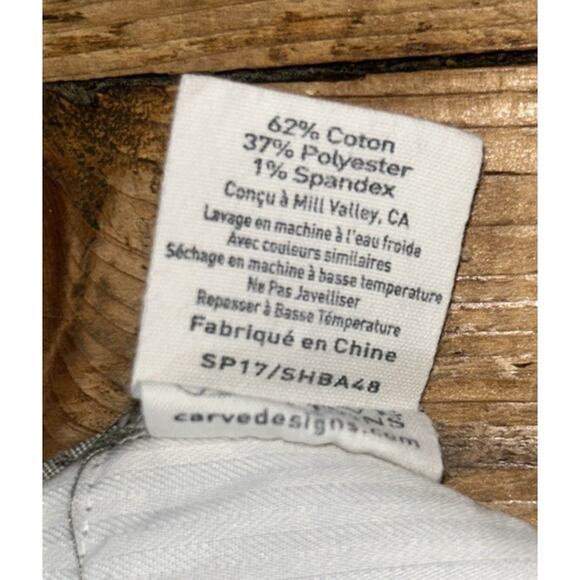 62% Coton
37% Polyester
1% Spandex
Conçu à Mill Valley, CA
Lavage en machine à l'eau froide
Avec couleurs similaires
Séchage en machine à basse temperature
Ne Pas Javelliser
Repasser à Basse Témperature
Fabriqué en Chine
SP17/SHBA48
carvedesigns.com